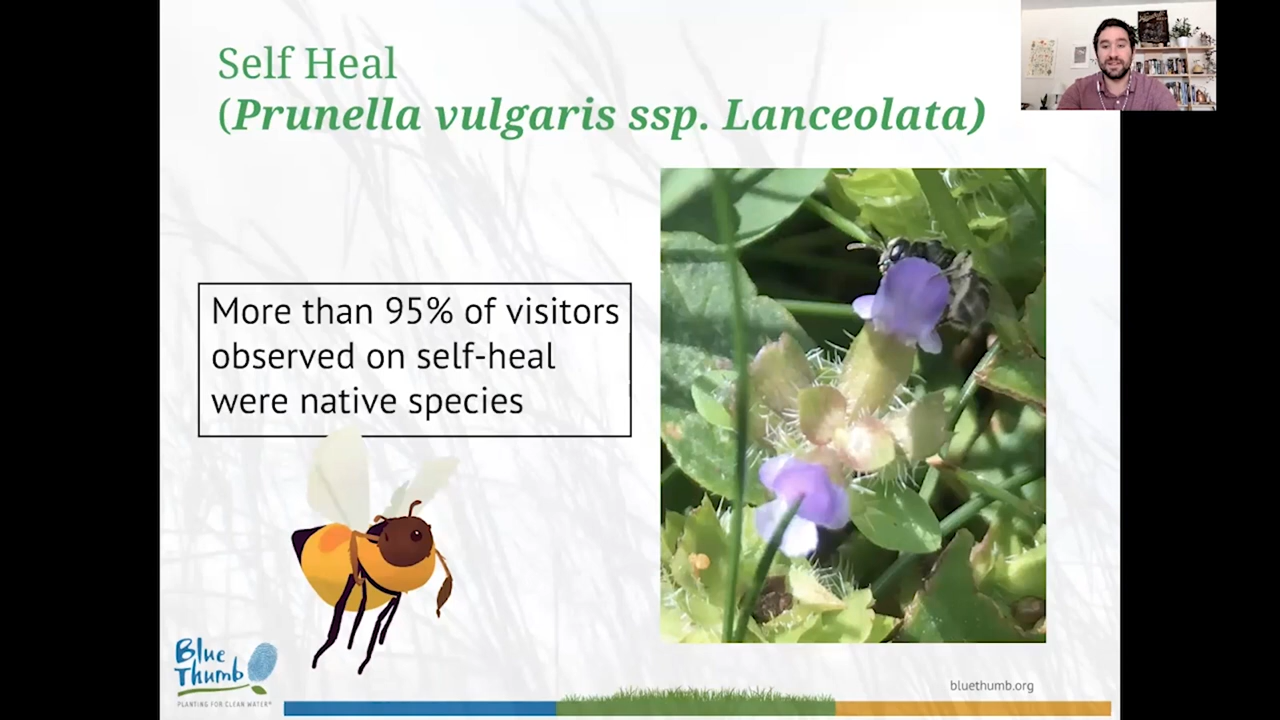 Self Heal
(Prunella vulgaris ssp. Lanceolata)
More than 95% of visitors
observed on self-heal
were native species
Blue
Thumb
PLANTING FOR CLEAN WATER®
bluethumb.org